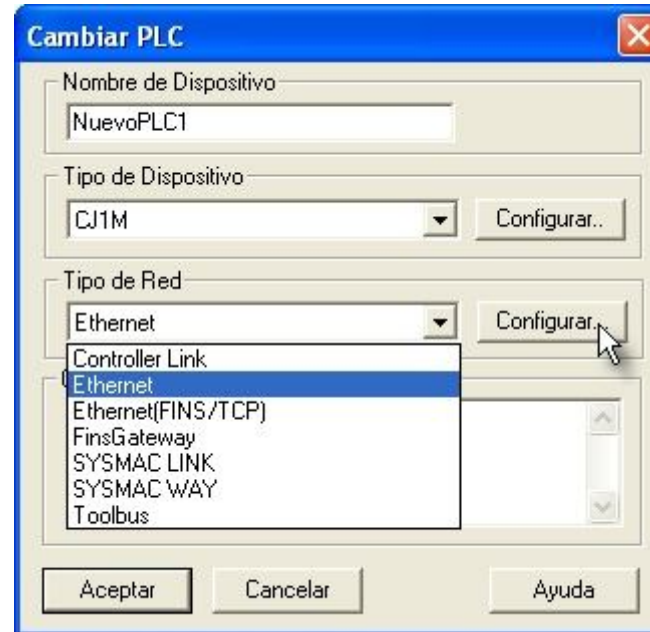 Cambiar PLC
Nombre de Dispositivo
NuevoPLC1
Tipo de Dispositivo
CJ1M
Configurar..
Tipo de Red
Ethernet
Configurar..
Controller Link
Ethernet
Ethernet(FINS/TCP)
FinsGateway
SYSMAC LINK
SYSMAC WAY
Toolbus
Aceptar
Cancelar
Ayuda